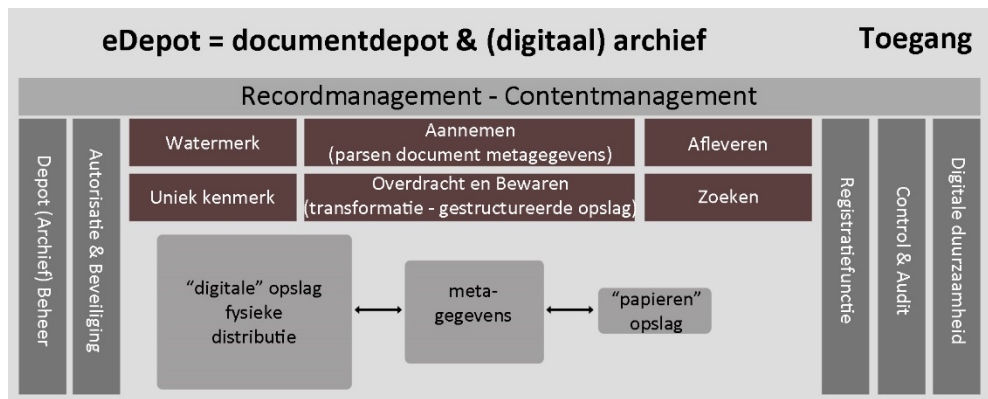 eDepot = documentdepot & (digitaal) archief
Toegang
Recordmanagement - Contentmanagement
Depot (Archief) Beheer
Autorisatie & Beveiliging
Watermerk
Aannemen
(parsen document metagegevens)
Afleveren
Uniek kenmerk
Overdracht en Bewaren
(transformatie - gestructureerde opslag)
Zoeken
“digitale” opslag
fysieke
distributie
meta-
gegevens
“papieren”
opslag
Registratiefunctie
Control & Audit
Digitale duurzaamheid